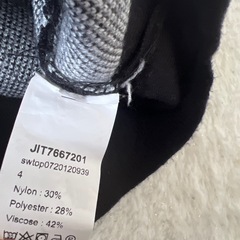 JIT7667201
swtop0720120939
4
Nylon : 30%
Polyester : 28%
Viscose : 42%